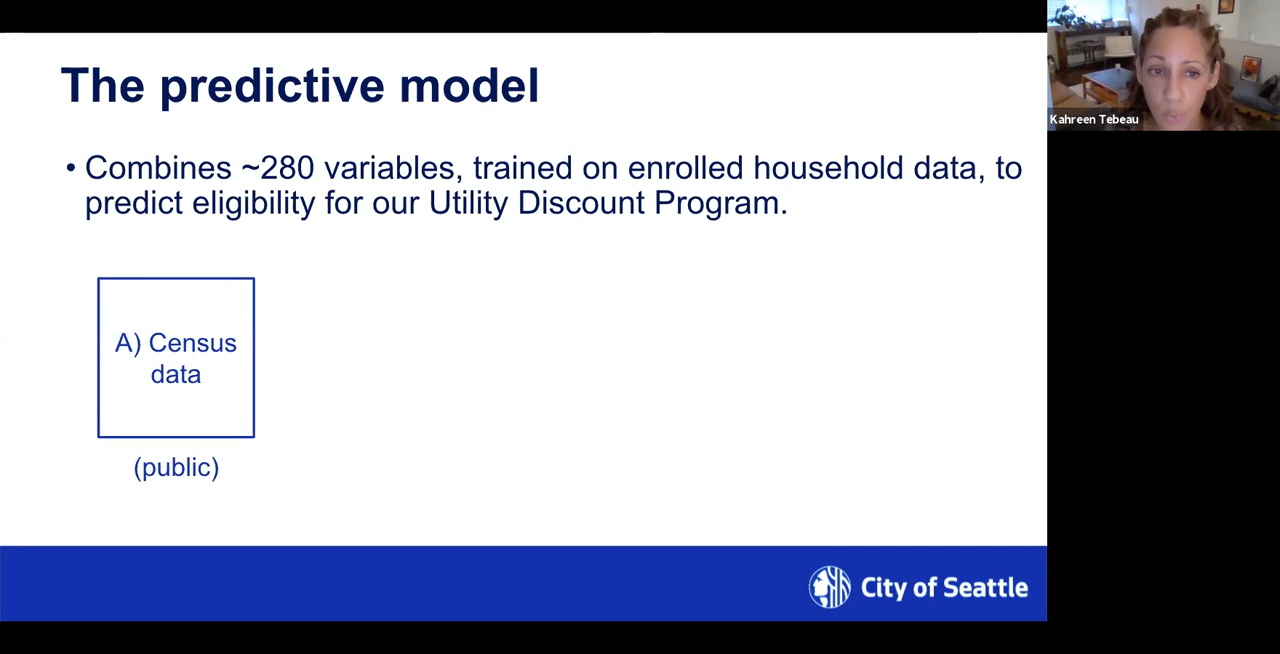 The predictive model
• Combines ~280 variables, trained on enrolled household data, to
predict eligibility for our Utility Discount Program.
A) Census
data
(public)
City of Seattle
Kahreen Tebeau